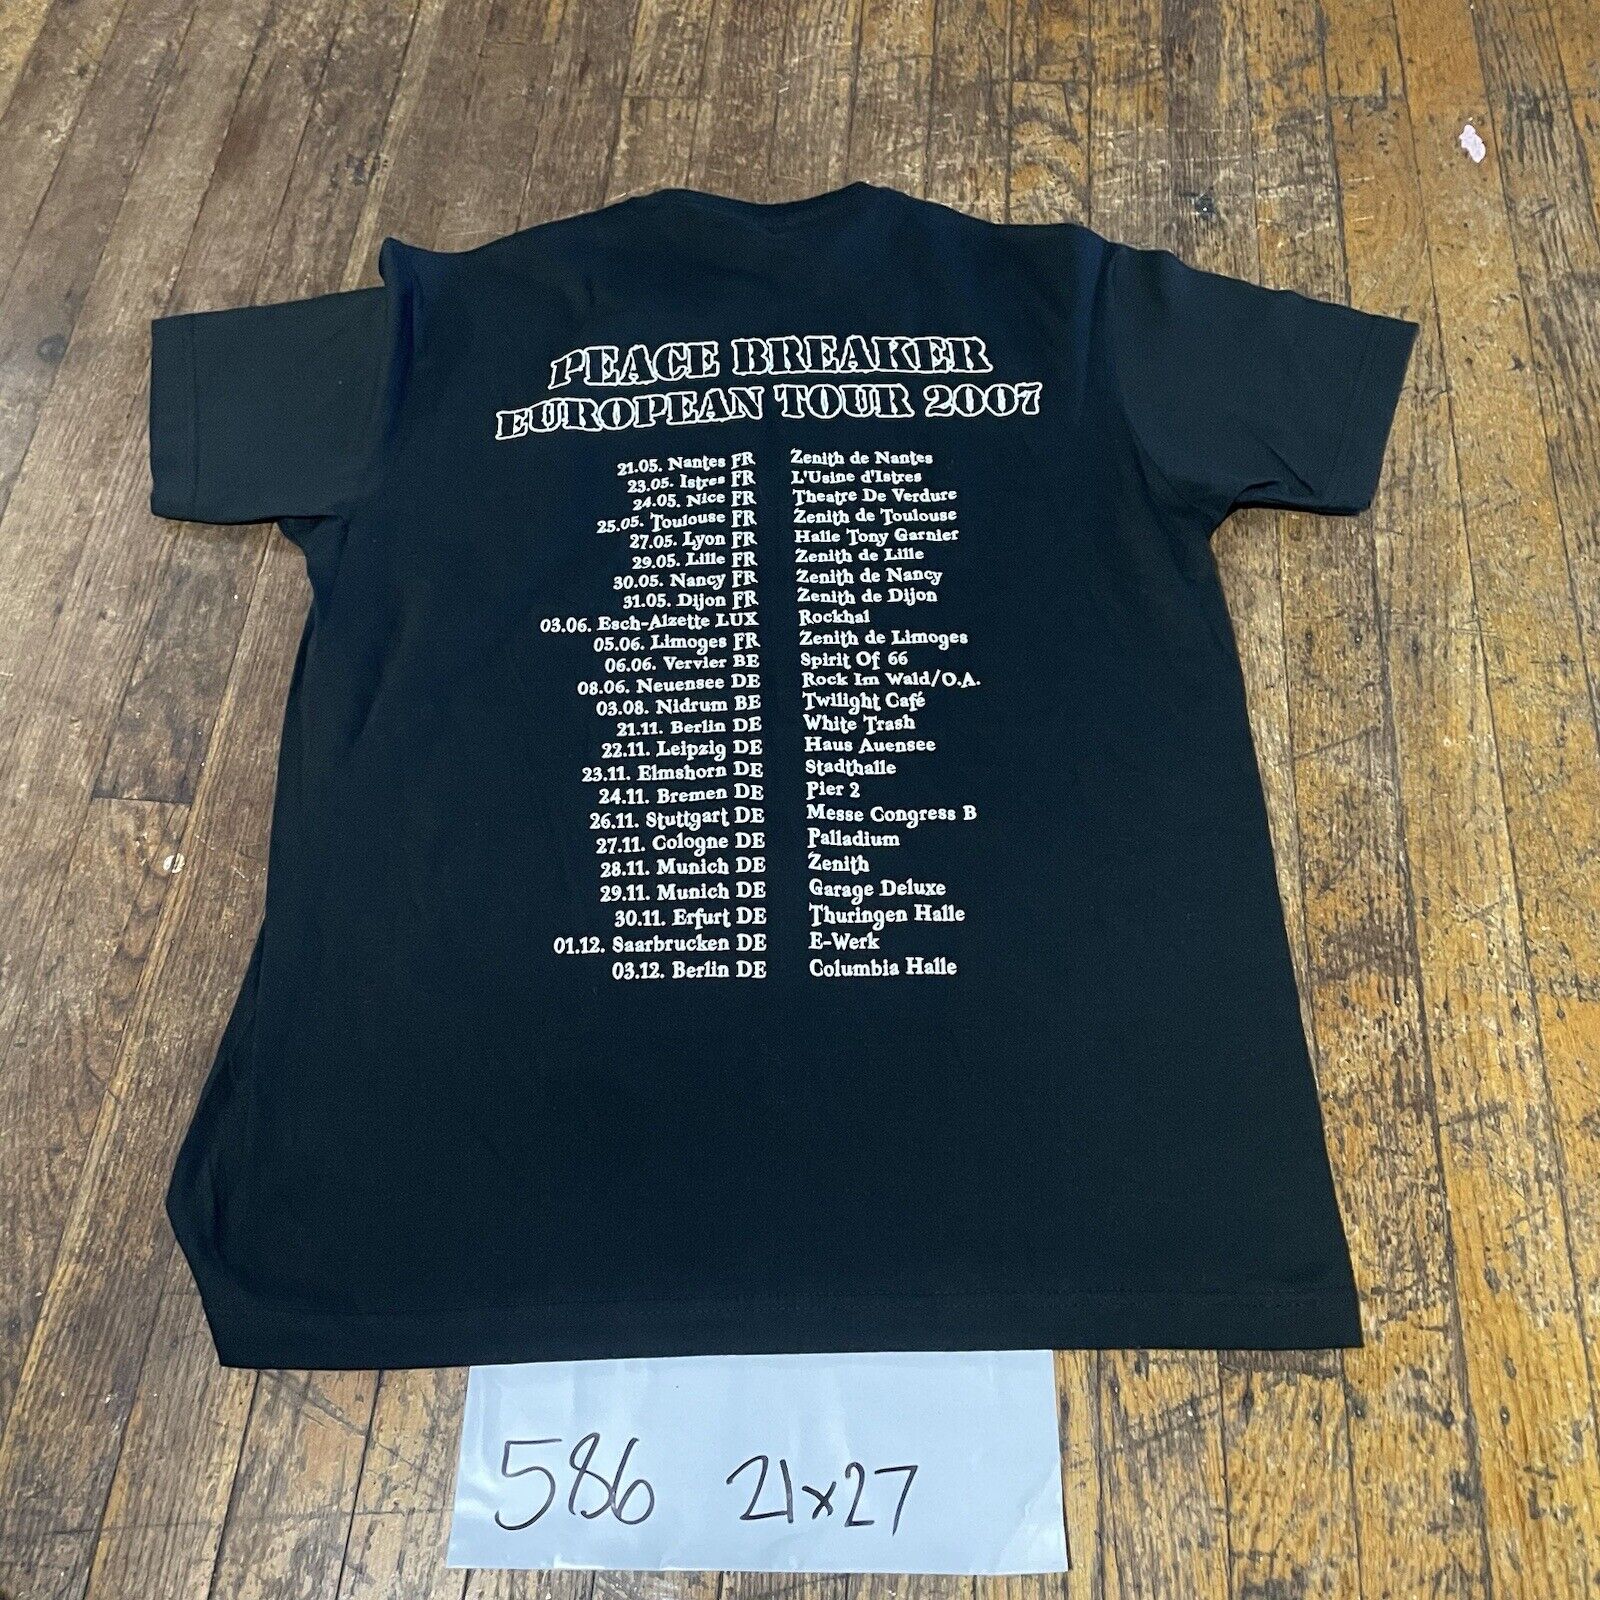 PEACE BREAKER
EUROPEAN TOUR 2007
21.05. Nantes FR Zenith de Nantes
23.05. Istres FR L'Usine d'Istres
24.05. Nice FR Theatre De Verdure
25.05. Toulouse FR Zenith de Toulouse
27.05. Lyon FR Halle Tony Garnier
29.05. Lille FR Zenith de Lille
30.05. Nancy FR Zenith de Nancy
31.05. Dijon FR Zenith de Dijon
03.06. Esch-Alzette LUX Rockhal
05.06. Limoges FR Zenith de Limoges
06.06. Vervier BE Spirit Of 66
08.06. Neuensee DE Rock Im Wald/O.A.
03.08. Nidrum BE Twilight Café
21.11. Berlin DE White Trash
22.11. Leipzig DE Haus Auensee
23.11. Elmshorn DE Stadthalle
24.11. Bremen DE Pier 2
26.11. Stuttgart DE Messe Congress B
27.11. Cologne DE Palladium
28.11. Munich DE Zenith
29.11. Munich DE Garage Deluxe
30.11. Erfurt DE Thuringen Halle
01.12. Saarbrucken DE E-Werk
03.12. Berlin DE Columbia Halle
586 21x27